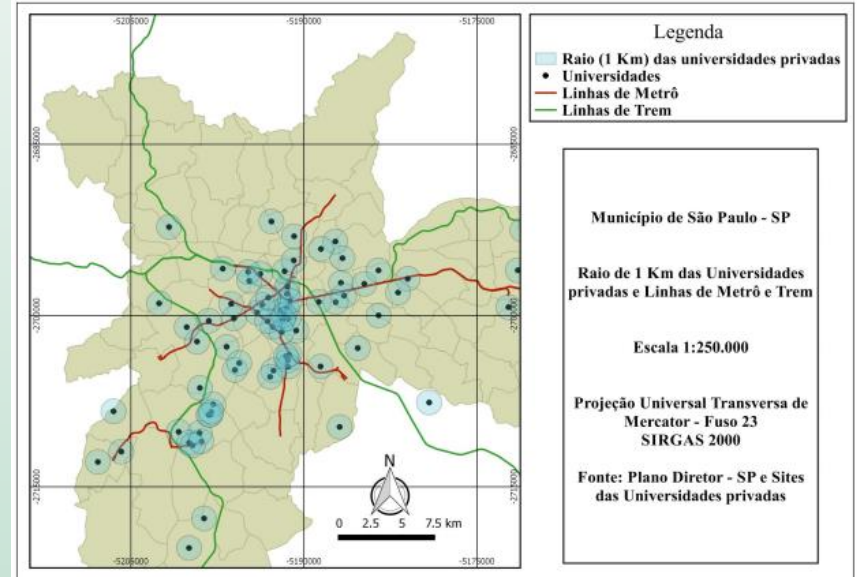 -5205000
-5190000
-5175000
-2685000
-2685000
-2700000
-2700000
-2715000
-2715000
N
0 2.5 5 7.5 km
-5205000
-5190000
-5175000
Legenda
Raio (1 Km) das universidades privadas
Universidades
Linhas de Metrô
Linhas de Trem
Município de São Paulo - SP
Raio de 1 Km das Universidades
privadas e Linhas de Metrô e Trem
Escala 1:250.000
Projeção Universal Transversa de
Mercator - Fuso 23
SIRGAS 2000
Fonte: Plano Diretor - SP e Sites
das Universidades privadas